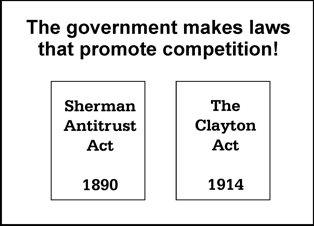 The government makes laws
that promote competition!
Sherman
Antitrust
Act
1890
The
Clayton
Act
1914